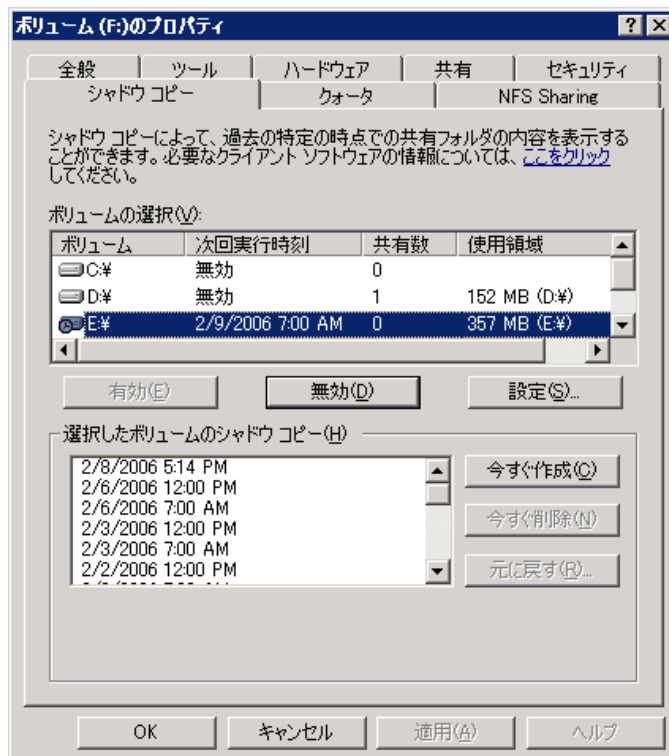 ボリューム (F:)のプロパティ
全般 ツール ハードウェア 共有 セキュリティ
シャドウ コピー クォータ NFS Sharing
シャドウ コピーによって、過去の特定の時点での共有フォルダの内容を表示する
ことができます。必要なクライアント ソフトウェアの情報については、ここをクリック
してください。
ボリュームの選択(V):
ボリューム 次回実行時刻 共有数 使用領域
C:¥ 無効 0
D:¥ 無効 1 152 MB (D:¥)
E:¥ 2/9/2006 7:00 AM 0 357 MB (E:¥)
有効(E) 無効(D) 設定(S)...
選択したボリュームのシャドウ コピー(H)
2/8/2006 5:14 PM
2/6/2006 12:00 PM
2/6/2006 7:00 AM
2/3/2006 12:00 PM
2/3/2006 7:00 AM
2/2/2006 12:00 PM
今すぐ作成(C)
今すぐ削除(N)
元に戻す(R)...
OK キャンセル 適用(A) ヘルプ